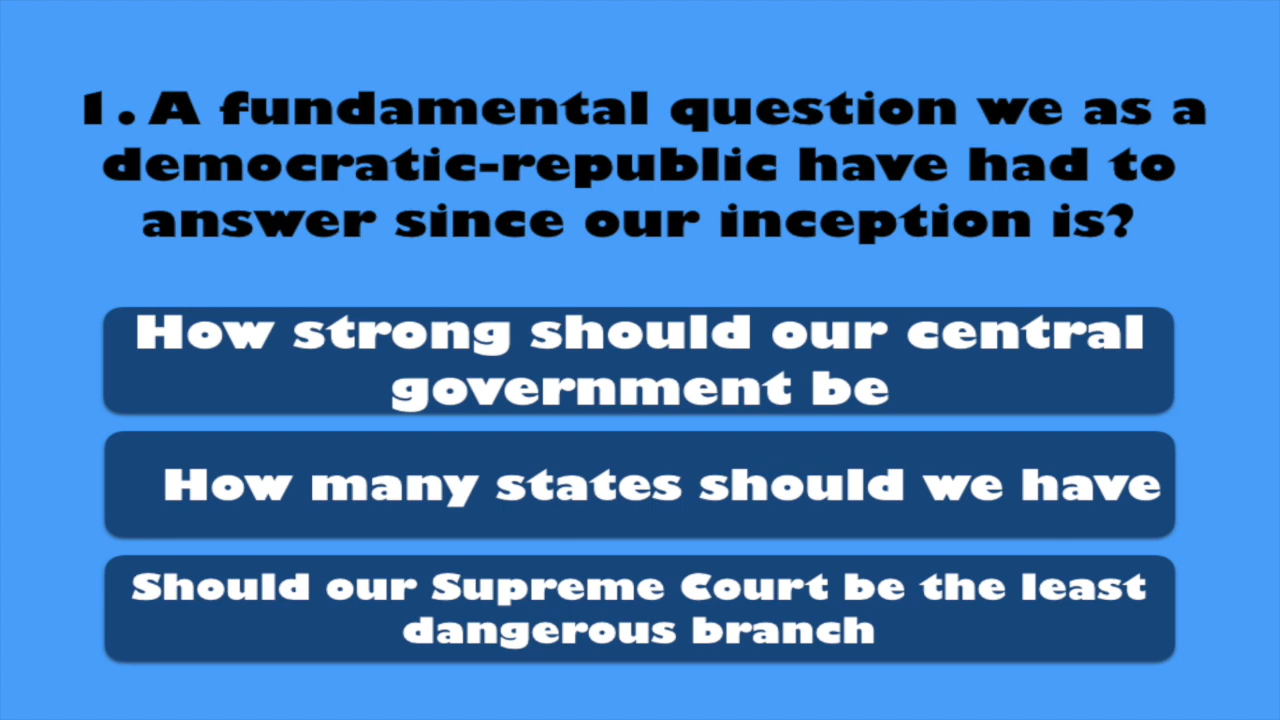 1. A fundamental question we as a
democratic-republic have had to
answer since our inception is?
How strong should our central
government be
How many states should we have
Should our Supreme Court be the least
dangerous branch